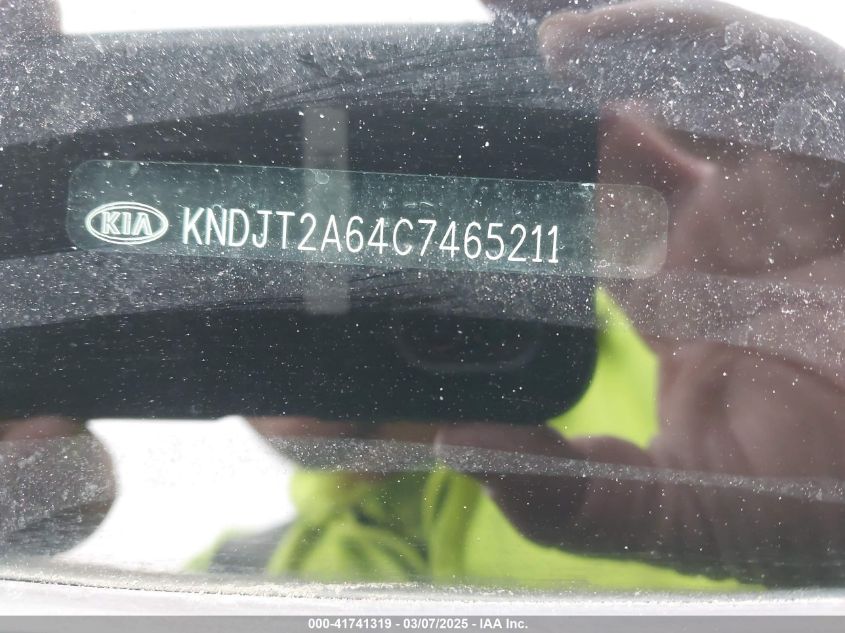 KIA KNDJT2A64C7465211
000-41741319 - 03/07/2025 - IAA Inc.